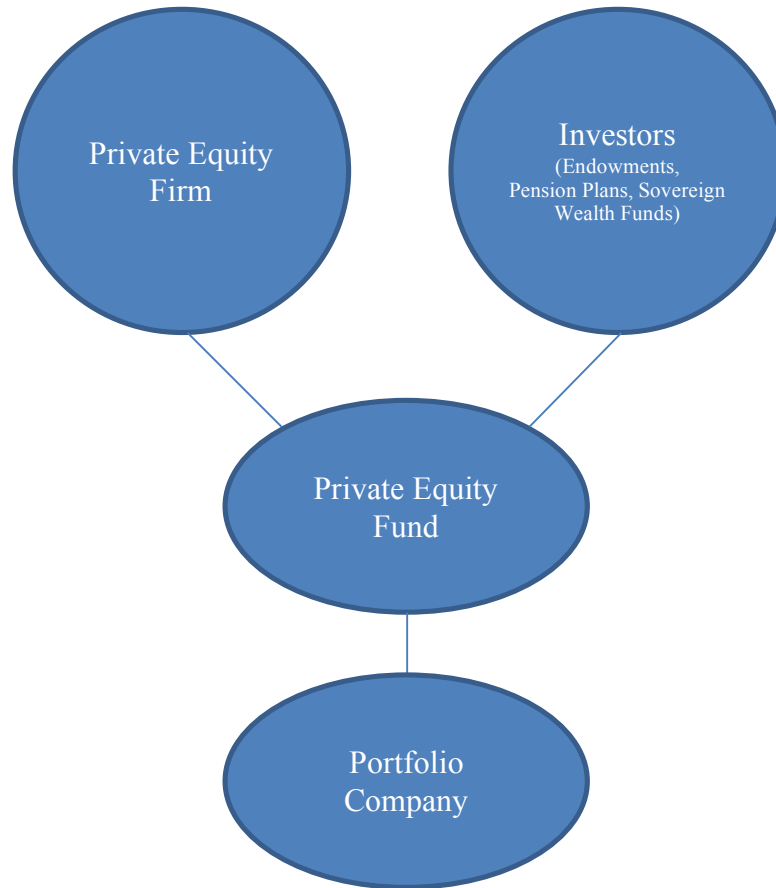 Private Equity
Firm
Investors
(Endowments,
Pension Plans, Sovereign
Wealth Funds)
Private Equity
Fund
Portfolio
Company